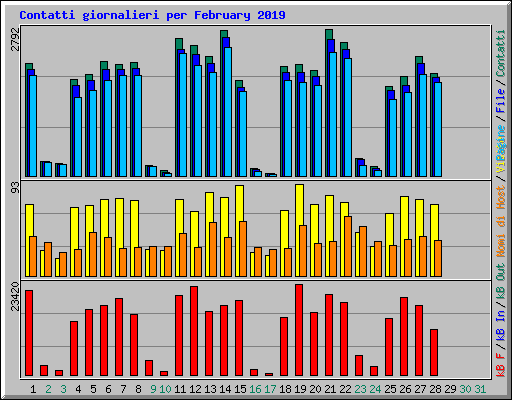 Contatti giornalieri per February 2019
2792
93
23420
kB F/kB In/kB Out Nomi di Host/ViPagine/File/Contatti
1 2 3 4 5 6 7 8 9 10 11 12 13 14 15 16 17 18 19 20 21 22 23 24 25 26 27 28 29 30 31